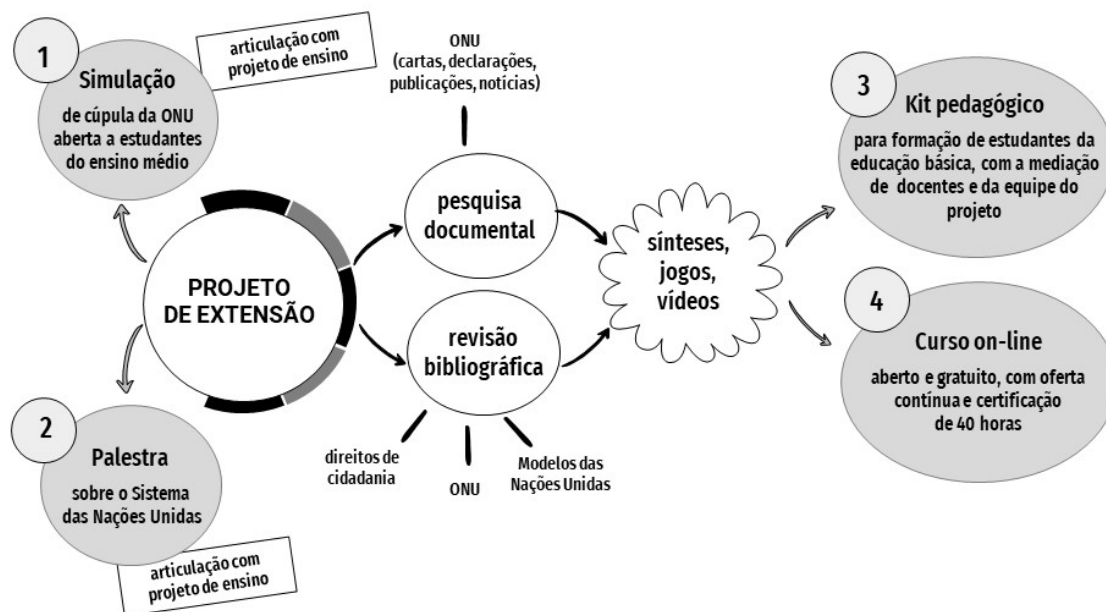 1
Simulação
de cúpula da ONU
aberta a estudantes
do ensino médio
articulação com
projeto de ensino
ONU
(cartas, declarações,
publicações, notícias)
3
Kit pedagógico
para formação de estudantes da
educação básica, com a mediação
de docentes e da equipe do
projeto
pesquisa
documental
PROJETO
DE EXTENSÃO
sínteses,
jogos,
vídeos
revisão
bibliográfica
4
Curso on-line
aberto e gratuito, com oferta
contínua e certificação
de 40 horas
2
Palestra
sobre o Sistema
das Nações Unidas
articulação com
projeto de ensino
direitos de
cidadania
ONU
Modelos das
Nações Unidas